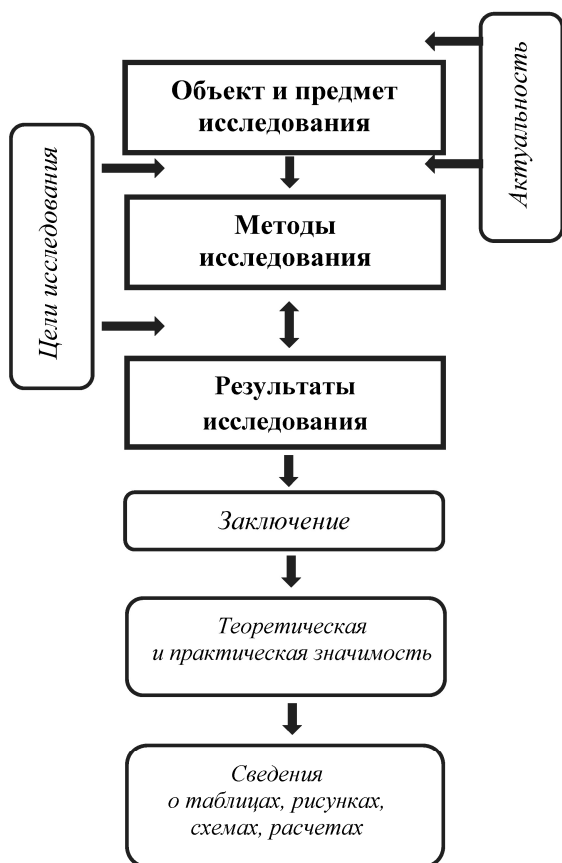 Объект и предмет
исследования
Актуальность
Цели исследования
Методы
исследования
Результаты
исследования
Заключение
Теоретическая
и практическая значимость
Сведения
о таблицах, рисунках,
схемах, расчетах